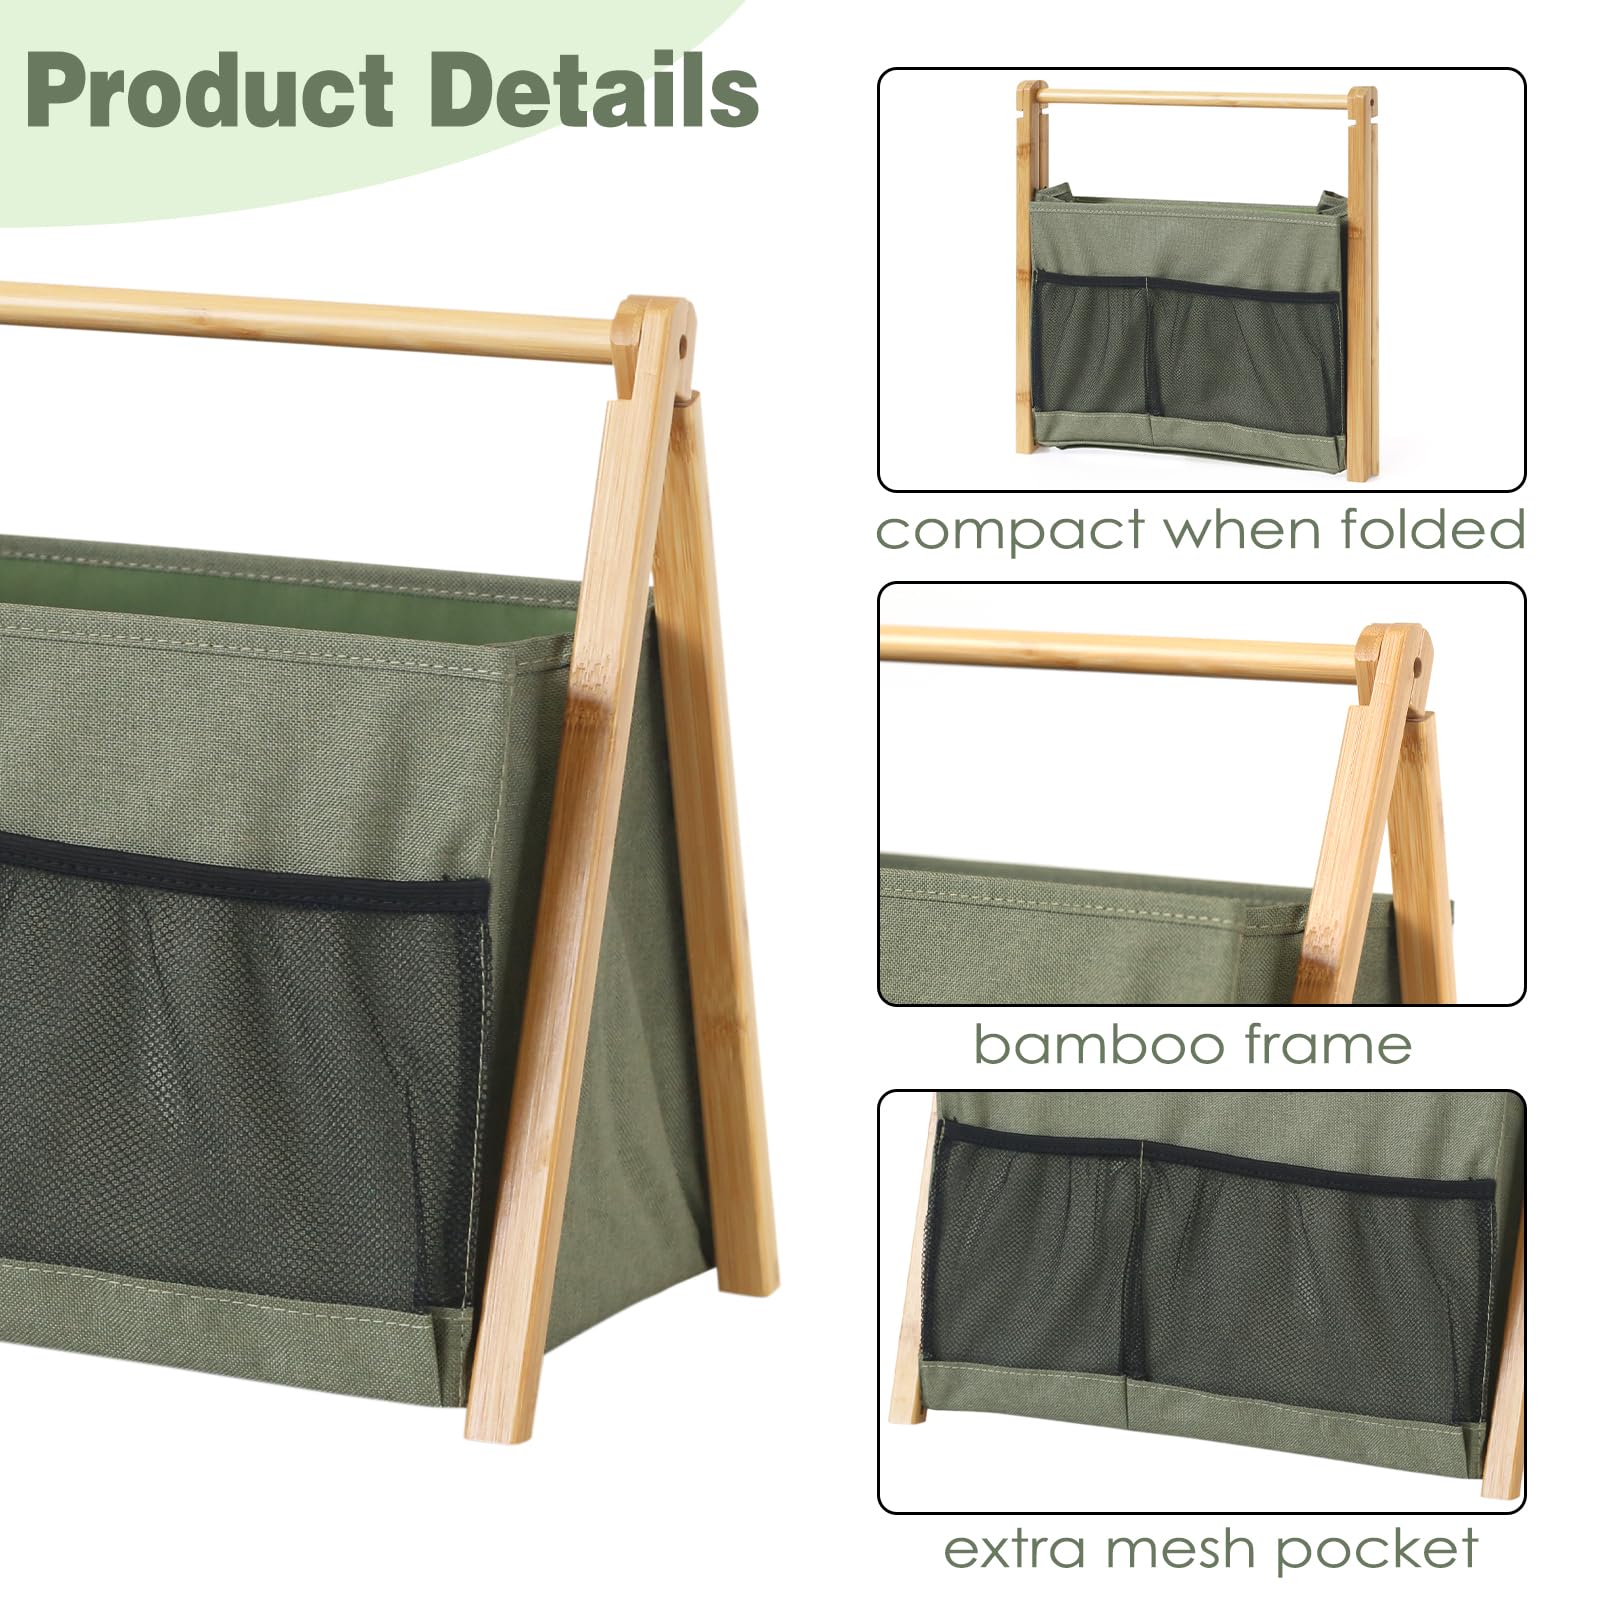 Product Details
compact when folded
bamboo frame
extra mesh pocket